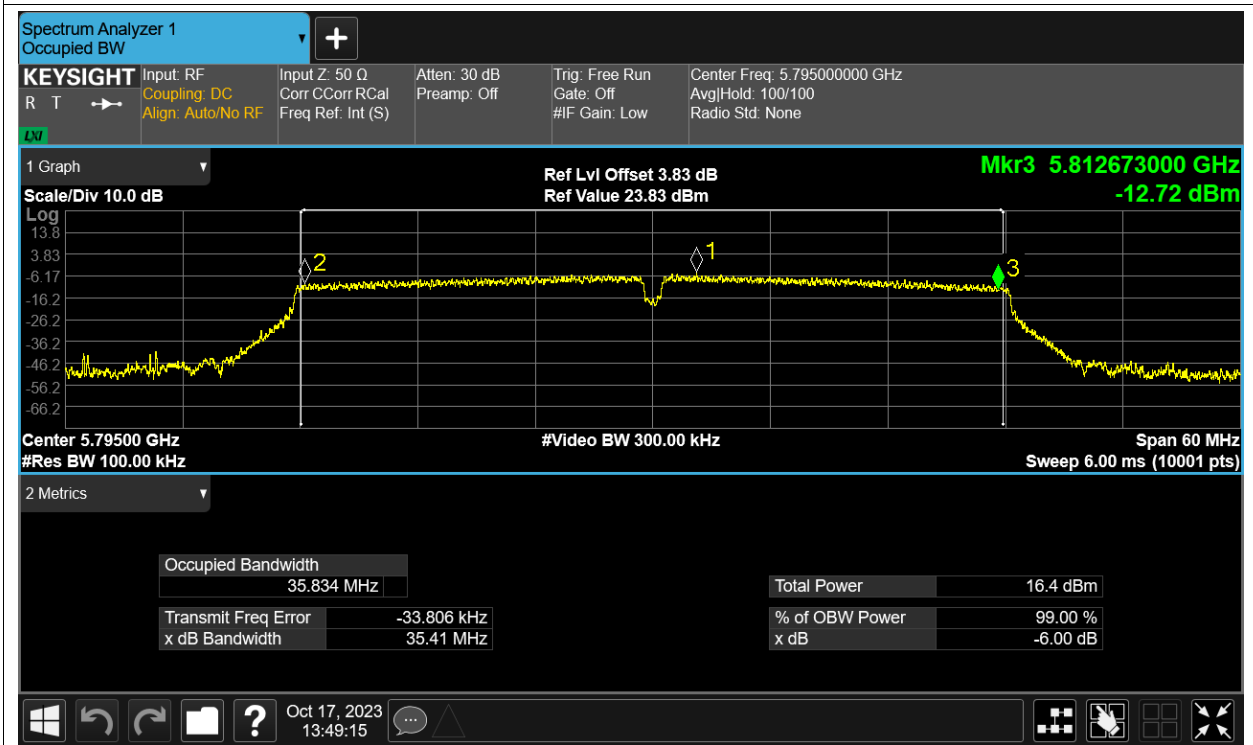 Spectrum Analyzer 1
Occupied BW
KEYSIGHT
R T
LXI
Input: RF
Coupling: DC
Align: Auto/No RF
Input Z: 50 Ω
Corr CCorr RCal
Freq Ref: Int (S)
Atten: 30 dB
Preamp: Off
Trig: Free Run
Gate: Off
#IF Gain: Low
Center Freq: 5.795000000 GHz
Avg|Hold: 100/100
Radio Std: None
1 Graph
Scale/Div 10.0 dB
Ref Lvl Offset 3.83 dB
Ref Value 23.83 dBm
Mkr3 5.812673000 GHz
-12.72 dBm
Log
13.8
3.83
-6.17
-16.2
-26.2
-36.2
-46.2
-56.2
-66.2
2
1
3
Center 5.79500 GHz
#Res BW 100.00 kHz
#Video BW 300.00 kHz
Span 60 MHz
Sweep 6.00 ms (10001 pts)
2 Metrics
Occupied Bandwidth
35.834 MHz
Transmit Freq Error -33.806 kHz
x dB Bandwidth 35.41 MHz
Total Power 16.4 dBm
% of OBW Power 99.00 %
x dB -6.00 dB
?
Oct 17, 2023
13:49:15